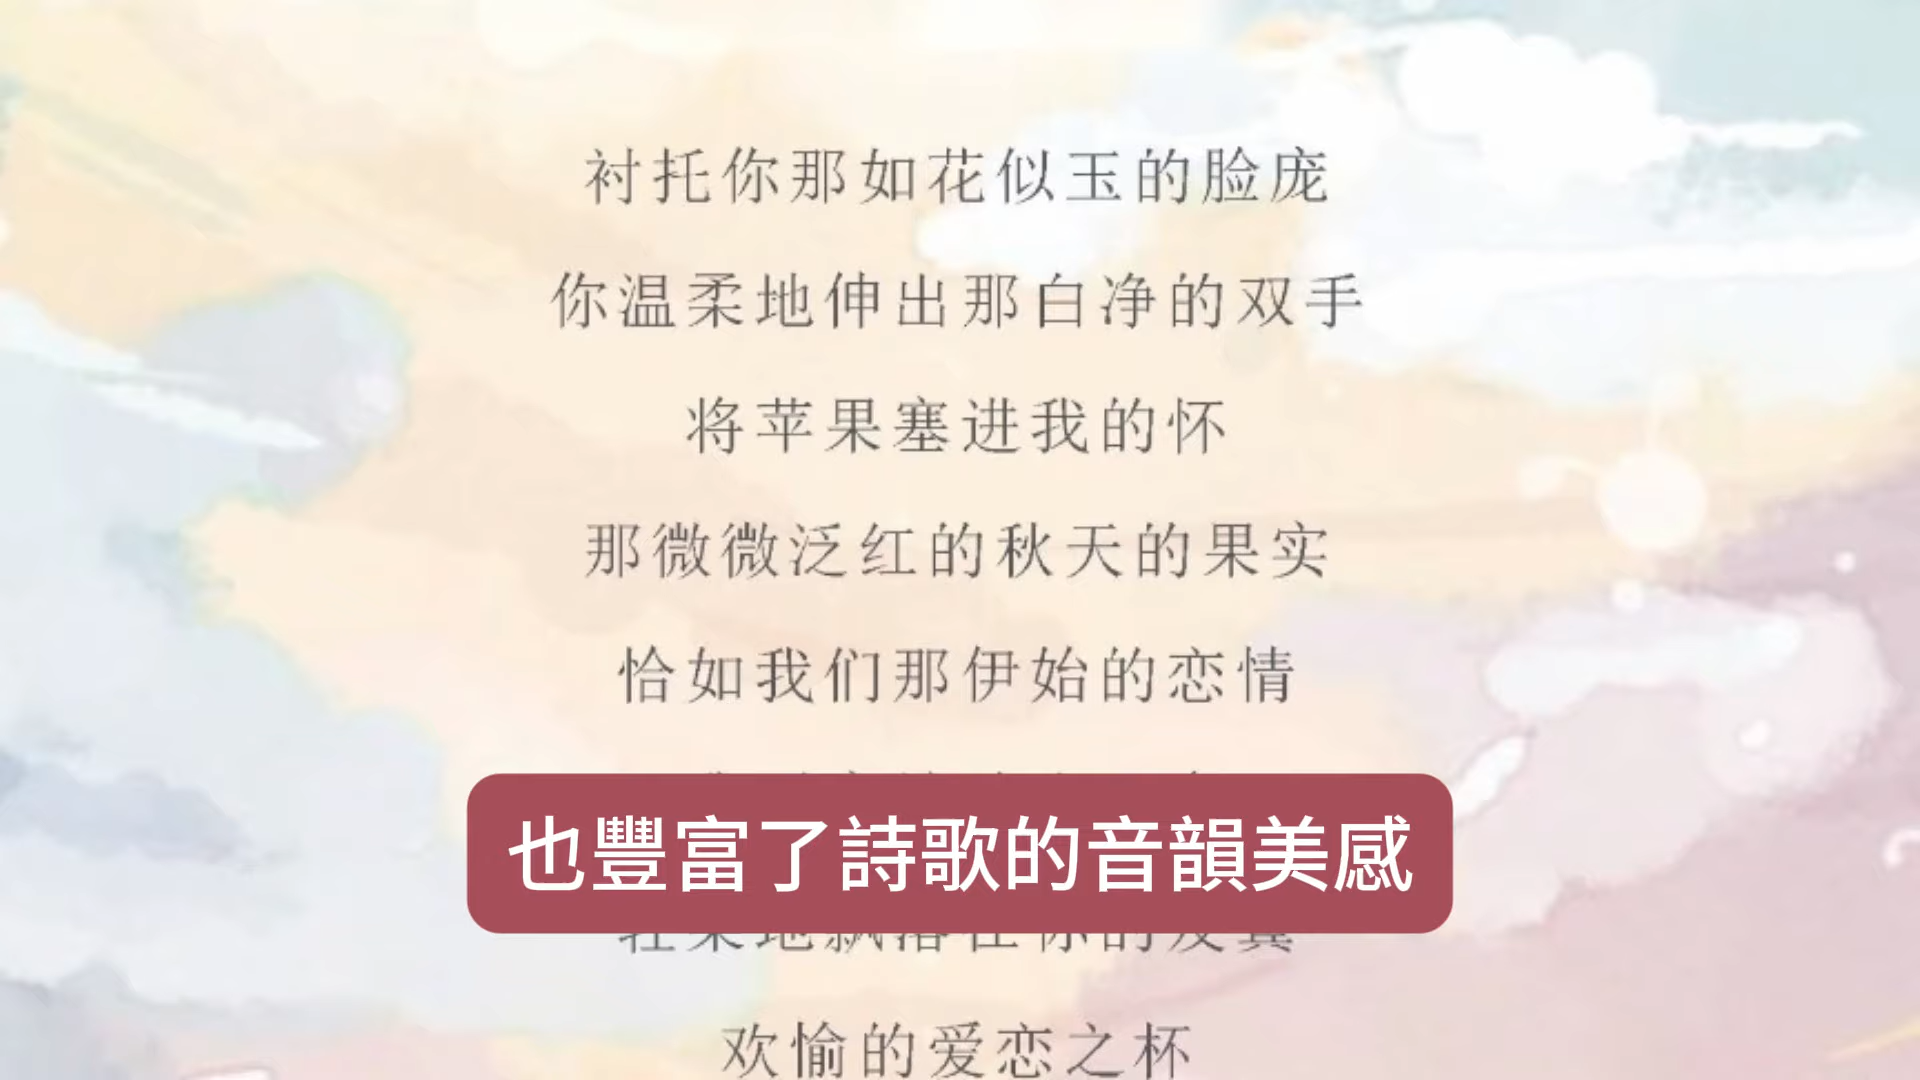 衬托你那如花似玉的脸庞
你温柔地伸出那白净的双手
将苹果塞进我的怀
那微微泛红的秋天的果实
恰如我们那伊始的恋情
也豐富了詩歌的音韻美感
欢愉的爱恋之杯